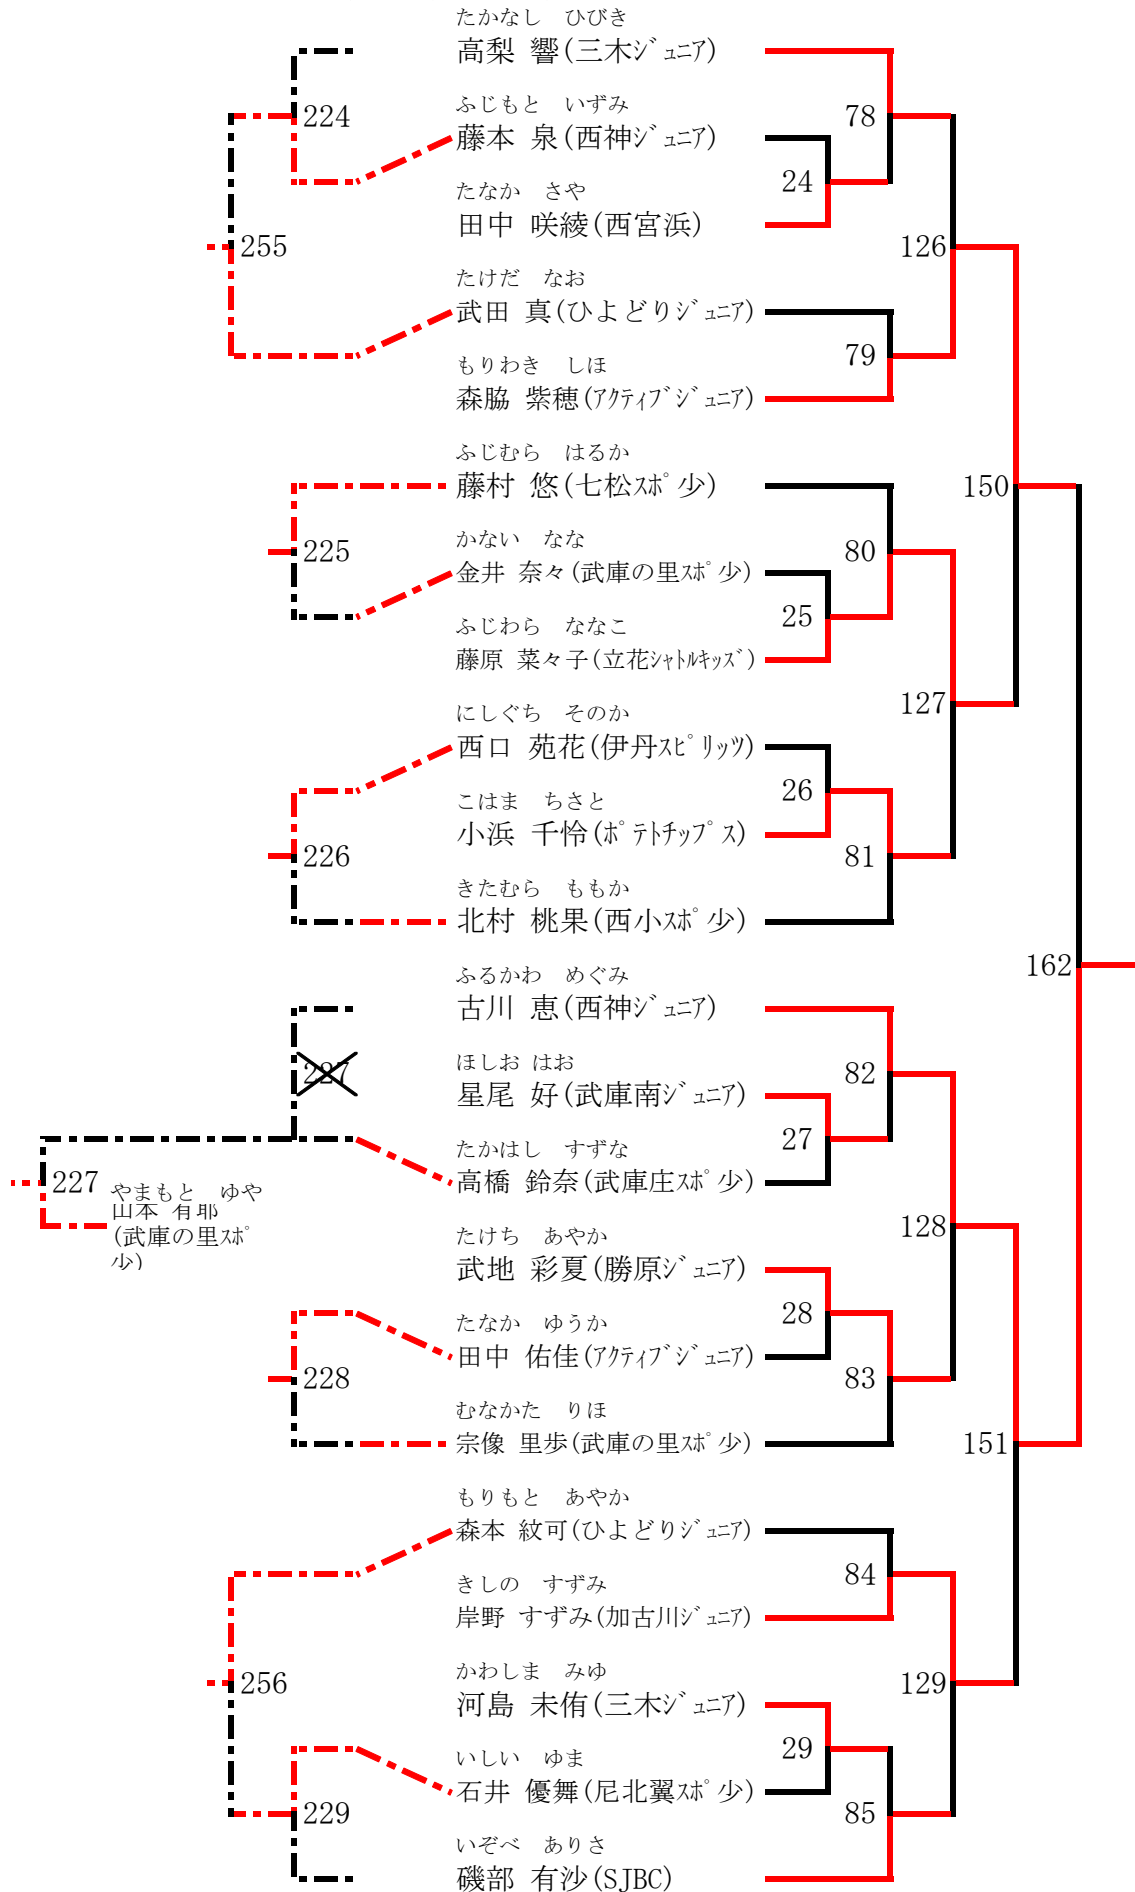 たかなし　ひびき
高梨 響(三木ｼﾞｭﾆｱ)
224
ふじもと　いずみ
78
藤本 泉(西神ｼﾞｭﾆｱ)
24
たなか　さや
田中 咲綾(西宮浜)
255
126
たけだ　なお
武田 真(ひよどりｼﾞｭﾆｱ)
79
もりわき　しほ
森脇 紫穂(ｱｸﾃｨﾌﾞｼﾞｭﾆｱ)
ふじむら　はるか
藤村 悠(七松ｽﾎﾟ少)
150
225
かない　なな
80
金井 奈々(武庫の里ｽﾎﾟ少)
25
ふじわら　ななこ
藤原 菜々子(立花ｼｬﾄﾙｷｯｽﾞ)
127
にしぐち　そのか
西口 苑花(伊丹ｽﾋﾟﾘｯﾂ)
26
こはま　ちさと
小浜 千怜(ﾎﾟﾃﾄﾁｯﾌﾟｽ)
226
81
きたむら　ももか
北村 桃果(西小ｽﾎﾟ少)
162
ふるかわ　めぐみ
古川 恵(西神ｼﾞｭﾆｱ)
227
ほしお はお
82
星尾 好(武庫南ｼﾞｭﾆｱ)
27
たかはし　すずな
高橋 鈴奈(武庫庄ｽﾎﾟ少)
227
やまもと　ゆや
山本 有耶
(武庫の里ｽﾎﾟ
少)
128
たけち　あやか
武地 彩夏(勝原ｼﾞｭﾆｱ)
28
たなか　ゆうか
田中 佑佳(ｱｸﾃｨﾌﾞｼﾞｭﾆｱ)
228
83
むなかた　りほ
宗像 里歩(武庫の里ｽﾎﾟ少)
151
もりもと　あやか
森本 紋可(ひよどりｼﾞｭﾆｱ)
84
きしの　すずみ
岸野 すずみ(加古川ｼﾞｭﾆｱ)
256
129
かわしま　みゆ
河島 未侑(三木ｼﾞｭﾆｱ)
29
いしい　ゆま
石井 優舞(尼北翼ｽﾎﾟ少)
229
85
いぞべ　ありさ
磯部 有沙(SJBC)